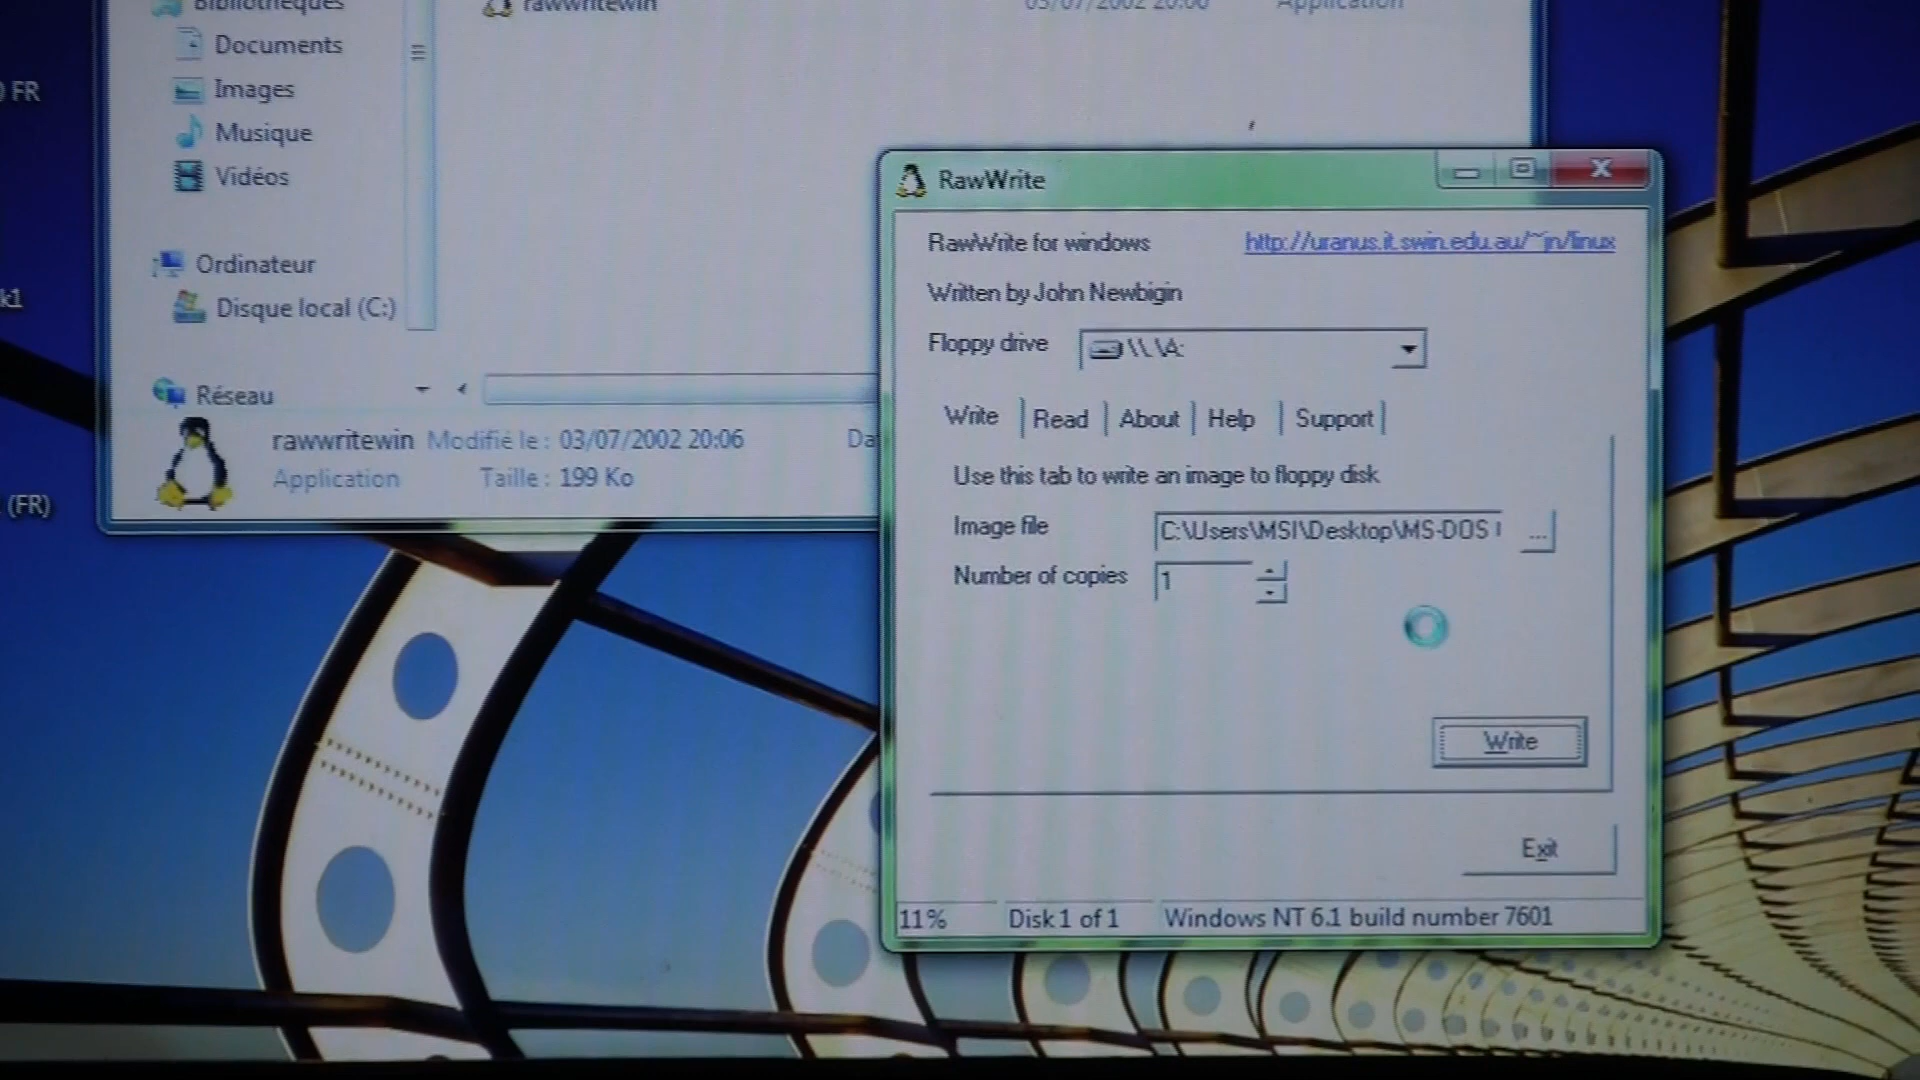 Bibliothèques
Documents
Images
Musique
Vidéos
Ordinateur
Disque local (C:)
Réseau
rawwritewin
03/07/2002 20:06
Application
rawwritewin Modifié le : 03/07/2002 20:06
Da
Application
Taille : 199 Ko
FR
k1
(FR)
RawWrite
RawWrite for windows
http://uranus.it.swin.edu.au/~jn/linux
Written by John Newbigin
Floppy drive
\\.\A:
Write
Read
About
Help
Support
Use this tab to write an image to floppy disk
Image file
C:\Users\MSI\Desktop\MS-DOS
...
Number of copies
1
Write
Exit
11%
Disk 1 of 1
Windows NT 6.1 build number 7601